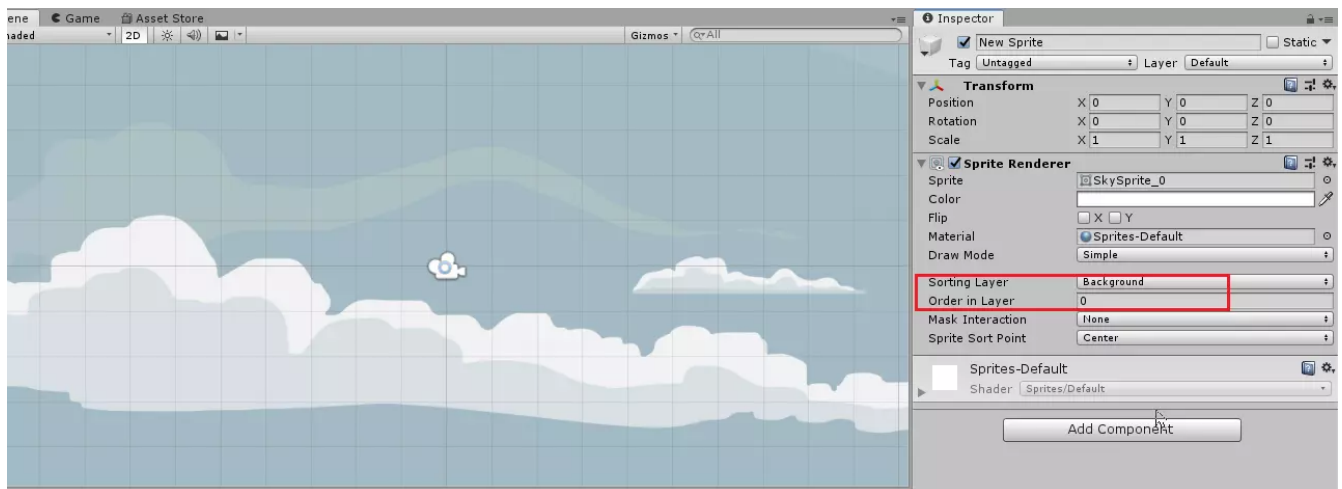 ene Game Asset Store
haded 2D Gizmos All
Inspector
New Sprite Static
Tag Untagged Layer Default
Transform
Position X 0 Y 0 Z 0
Rotation X 0 Y 0 Z 0
Scale X 1 Y 1 Z 1
Sprite Renderer
Sprite SkySprite_0
Color
Flip X Y
Material Sprites-Default
Draw Mode Simple
Sorting Layer Background
Order in Layer 0
Mask Interaction None
Sprite Sort Point Center
Sprites-Default
Shader Sprites/Default
Add Component